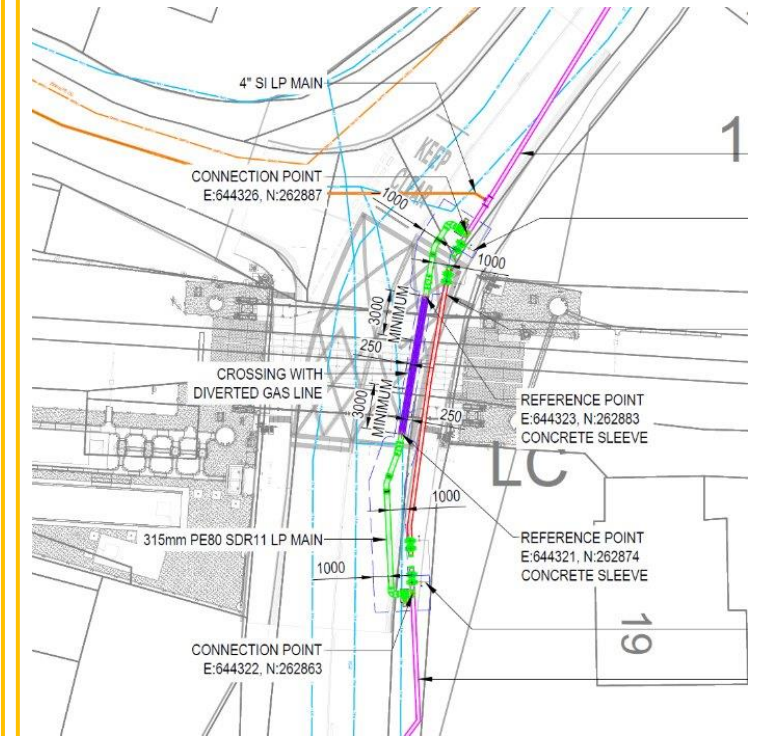 4" SI LP MAIN
KEEP
CLEAR
1
CONNECTION POINT
E:644326, N:262887
1000
1000
3000
MINIMUM
250
CROSSING WITH
DIVERTED GAS LINE
3000
MINIMUM
250
REFERENCE POINT
E:644323, N:262883
CONCRETE SLEEVE
LC
1000
315mm PE80 SDR11 LP MAIN
1000
REFERENCE POINT
E:644321, N:262874
CONCRETE SLEEVE
19
CONNECTION POINT
E:644322, N:262863